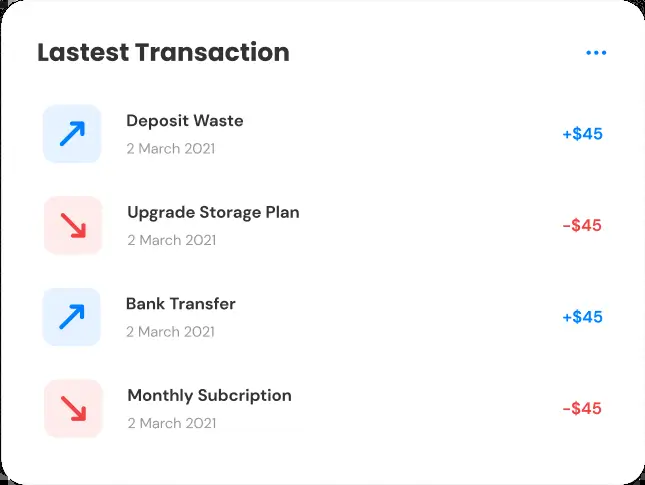 Lastest Transaction
Deposit Waste
2 March 2021
+$45
Upgrade Storage Plan
2 March 2021
-$45
Bank Transfer
2 March 2021
+$45
Monthly Subcription
2 March 2021
-$45